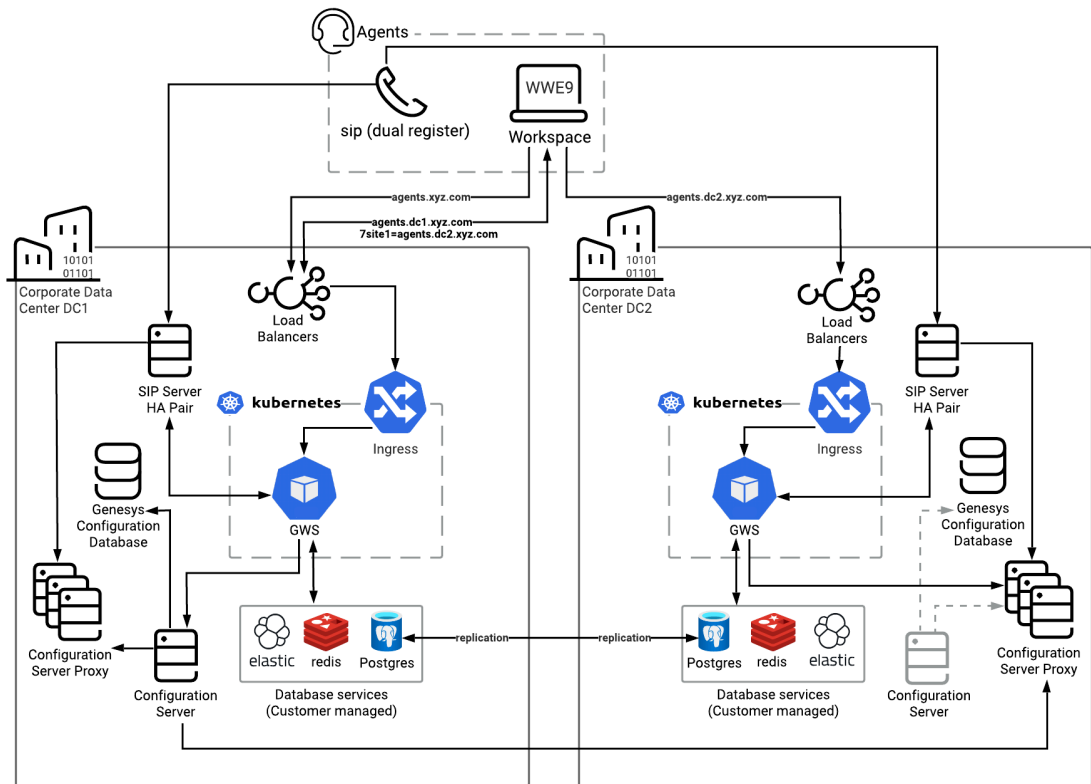 Agents
WWE9
sip (dual register)
Workspace
agents.xyz.com
agents.dc2.xyz.com
agents.dc1.xyz.com
7site1=agents.dc2.xyz.com
10101
01101
Corporate Data
Center DC1
10101
01101
Corporate Data
Center DC2
Load
Balancers
Load
Balancers
SIP Server
HA Pair
SIP Server
HA Pair
kubernetes
kubernetes
Ingress
Ingress
Genesys
Configuration
Database
GWS
GWS
Genesys
Configuration
Database
Configuration
Server Proxy
Configuration
Server
elastic
redis
Postgres
replication
replication
Postgres
redis
elastic
Configuration
Server Proxy
Database services
(Customer managed)
Database services
(Customer managed)
Configuration
Server